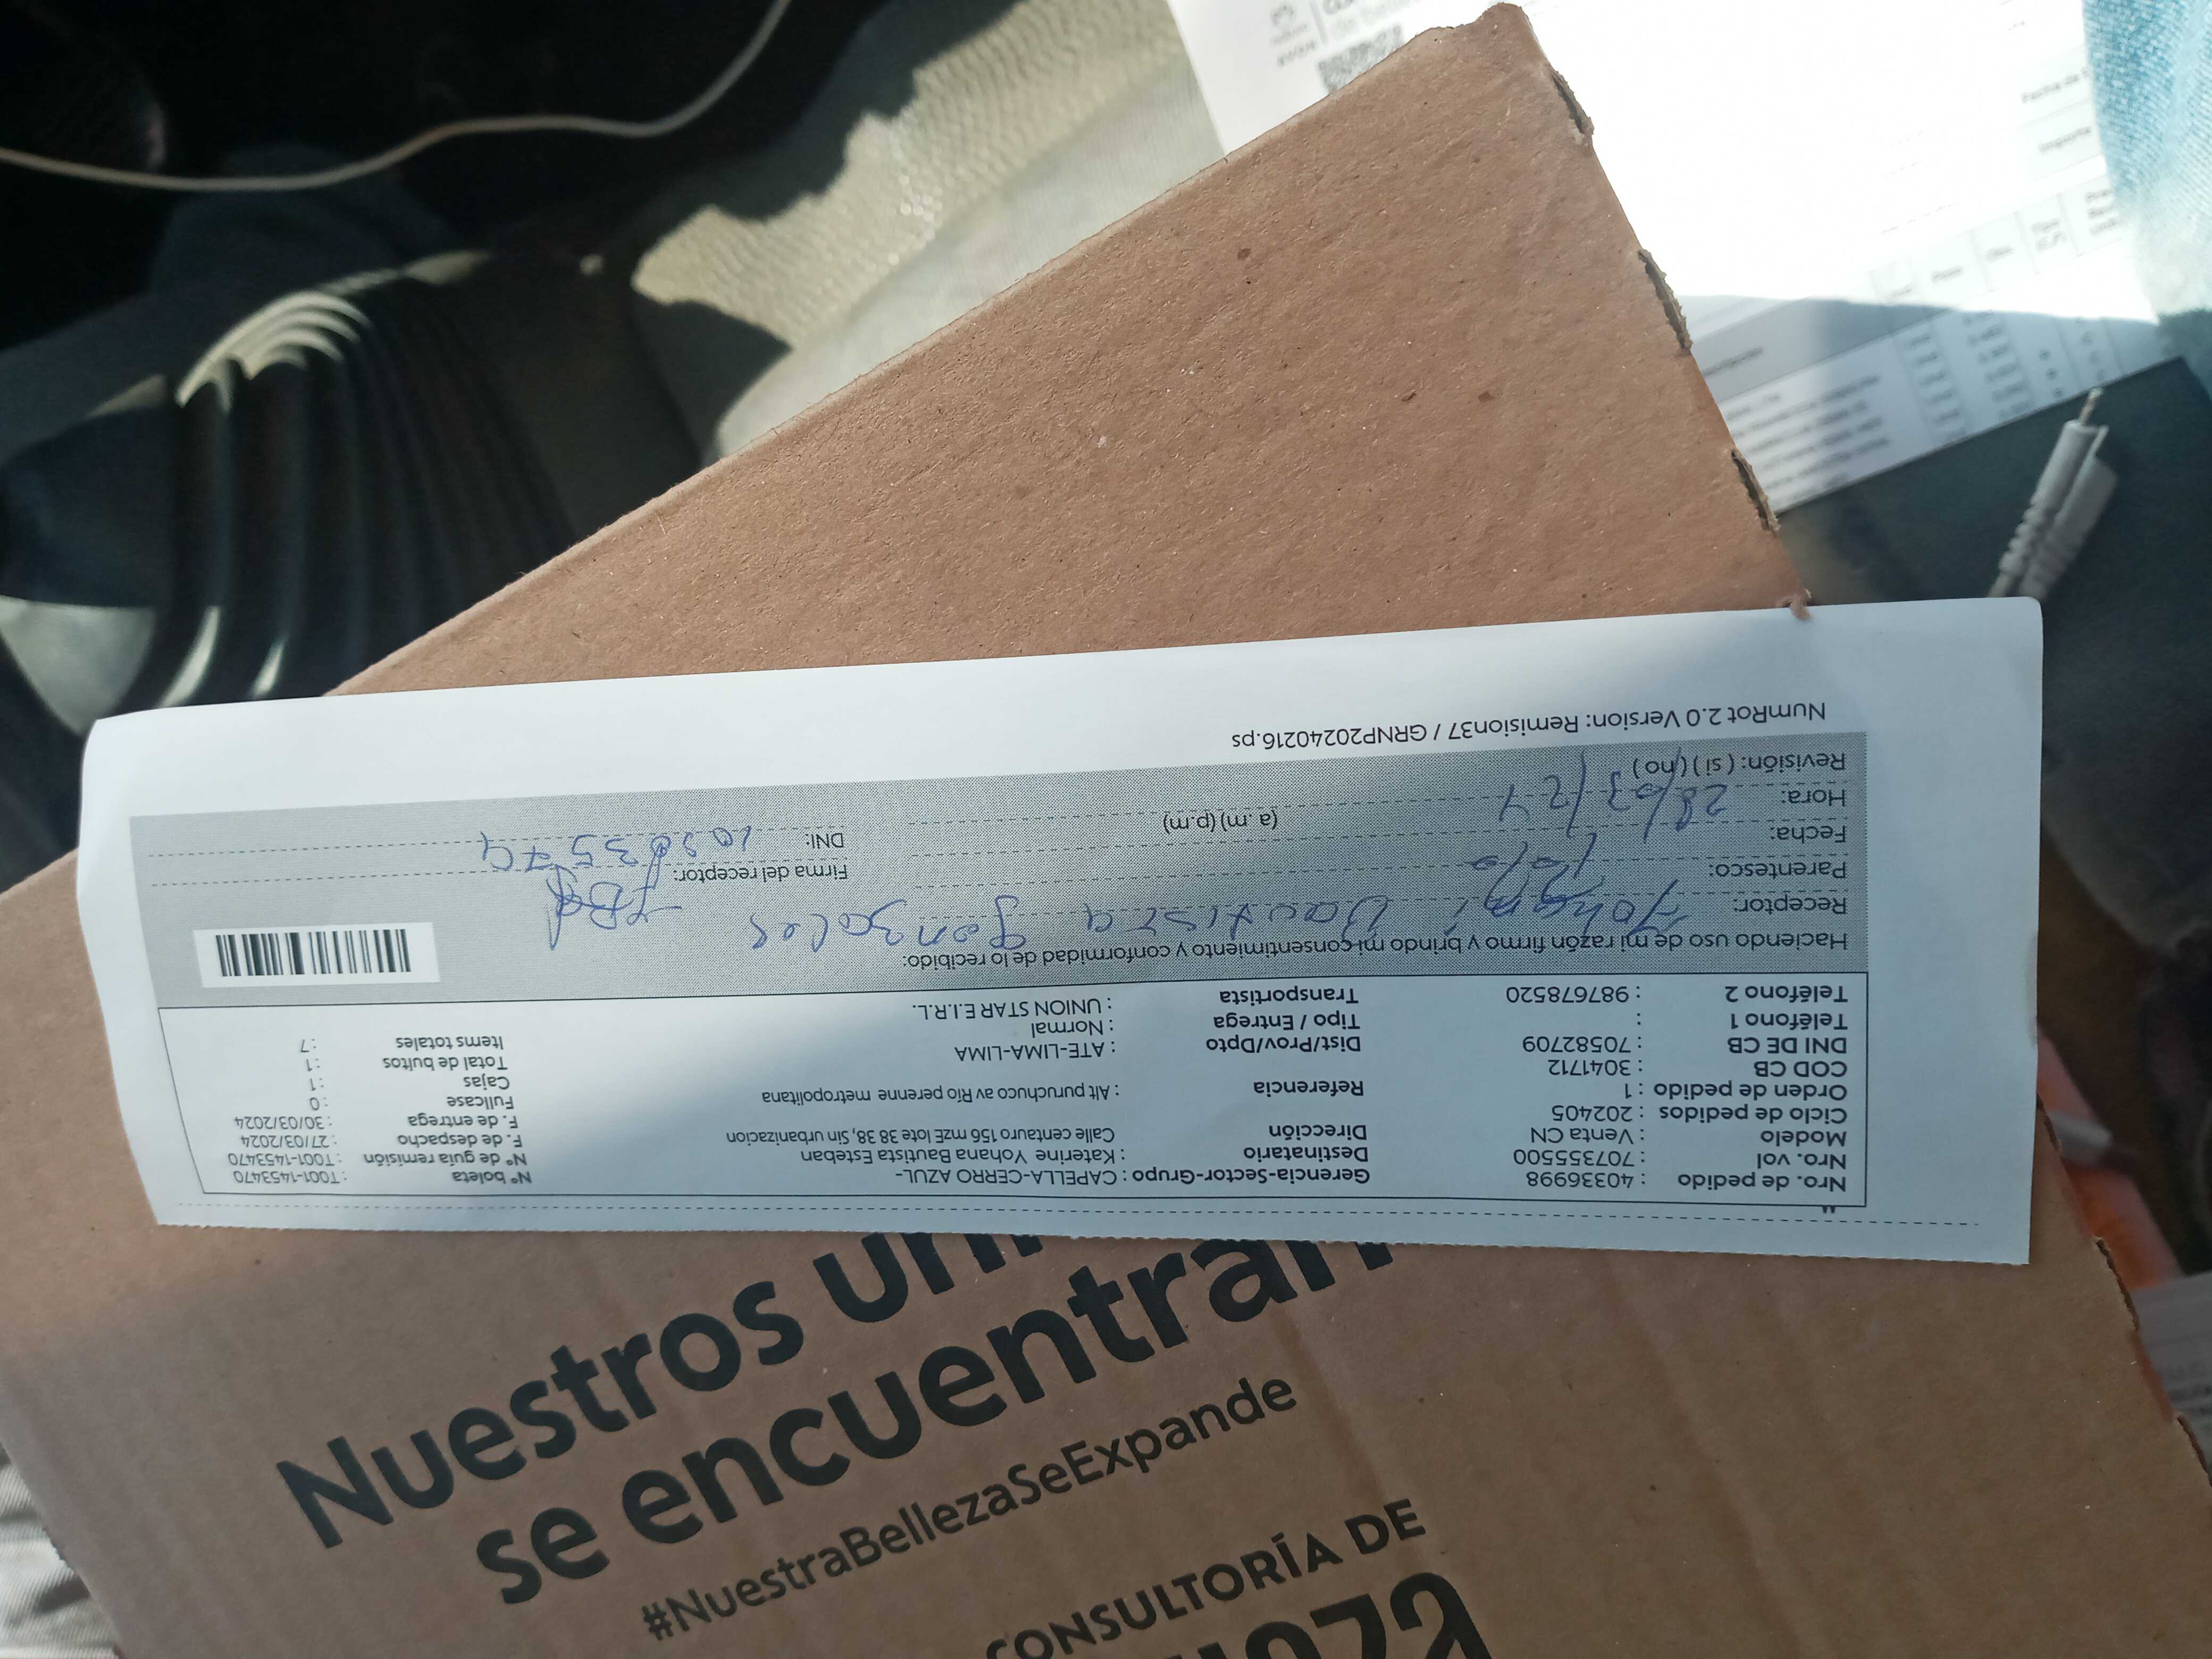 Nro. de pedido : 40336998 Gerencia-Sector-Grupo : CAPELLA-CERRO AZUL- N° boleta : T001-1453470
Nro. vol : 707355500 Destinatario : Katerine Yohana Bautista Esteban N° de guía remisión : T001-1453470
Modelo : Venta CN Dirección Calle centauro 156 mzE lote 38 38, Sin urbanizacion F. de despacho : 27/03/2024
Ciclo de pedidos : 202405 F. de entrega : 30/03/2024
Orden de pedido : 1 Referencia : Alt puruchuco av Río perenne metropolitana Fullcase : 0
COD CB : 3041712 Cajas : 1
DNI DE CB : 70582709 Dist/Prov/Dpto : ATE-LIMA-LIMA Total de bultos : 1
Teléfono 1 : Tipo / Entrega : Normal Items totales : 7
Teléfono 2 : 987678520 Transportista : UNION STAR E.I.R.L.
Haciendo uso de mi razón firmo y brindo mi consentimiento y conformidad de lo recibido:
Receptor: Bautista Gonzales
Parentesco: Firma del receptor:
Fecha: 28/03/24 DNI:
Hora: (a .m) (p.m)
Revisión: ( si ) ( no )
NumRot 2.0 Version: Remision37 / GRNP20240216.ps
Nuestros
se encuentran
#NuestraBellezaSeExpande
CONSULTORÍA DE